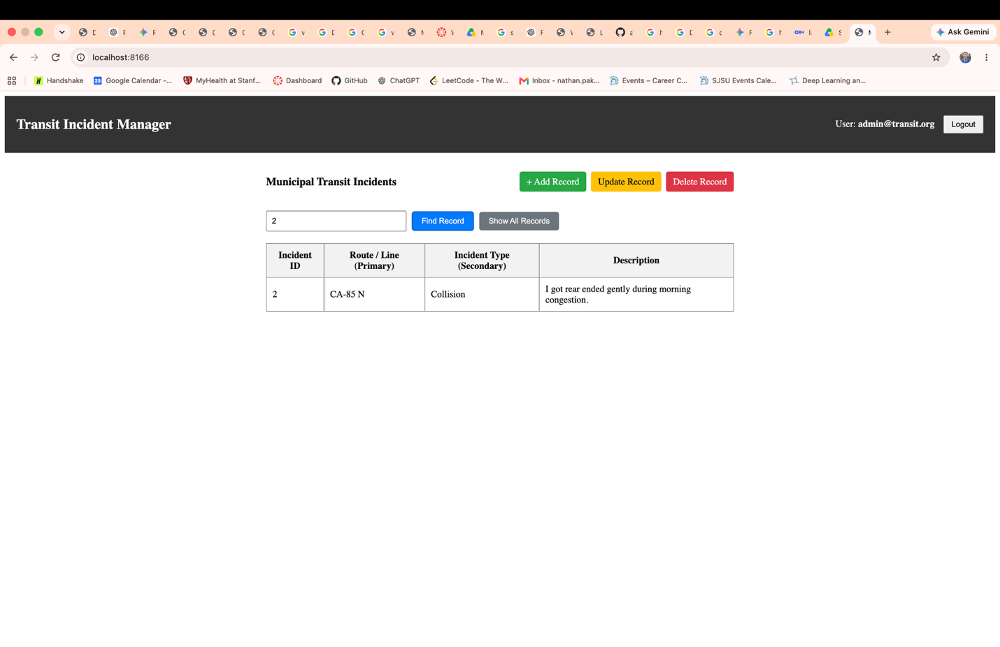 Ask Gemini
localhost:8166
Handshake
25
Google Calendar -...
MyHealth at Stanf...
Dashboard
GitHub
ChatGPT
LeetCode - The W...
Inbox - nathan.pak...
Events – Career C...
SJSU Events Cale...
Deep Learning an...
Transit Incident Manager
User: admin@transit.org
Logout
Municipal Transit Incidents
+ Add Record
Update Record
Delete Record
2
Find Record
Show All Records
Incident
ID
Route / Line
(Primary)
Incident Type
(Secondary)
Description
2
CA-85 N
Collision
I got rear ended gently during morning
congestion.